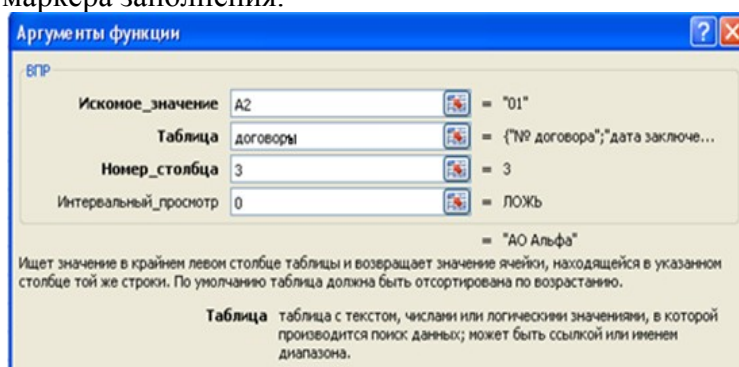 маркера заполнения.
Аргументы функции
ВПР
Искомое_значение A2 = "01"
Таблица договоры = {"№ договора";"дата заключе...
Номер_столбца 3 = 3
Интервальный_просмотр 0 = ЛОЖЬ
= "АО Альфа"
Ищет значение в крайнем левом столбце таблицы и возвращает значение ячейки, находящейся в указанном
столбце той же строки. По умолчанию таблица должна быть отсортирована по возрастанию.
Таблица таблица с текстом, числами или логическими значениями, в которой
производится поиск данных; может быть ссылкой или именем
диапазона.